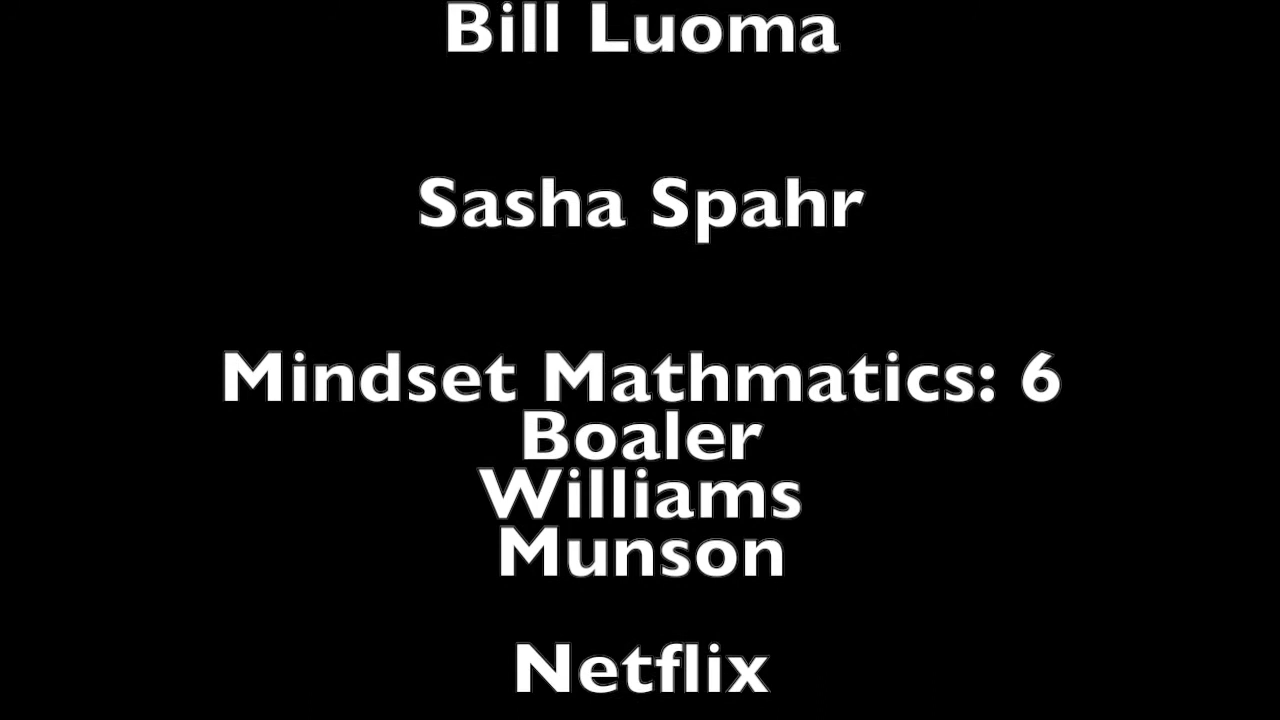 Bill Luoma
Sasha Spahr
Mindset Mathmatics: 6
Boaler
Williams
Munson
Netflix